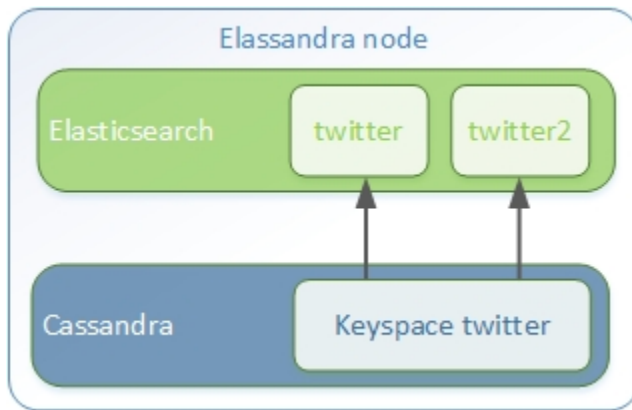 Elassandra node
Elasticsearch
twitter
twitter2
Cassandra
Keyspace twitter